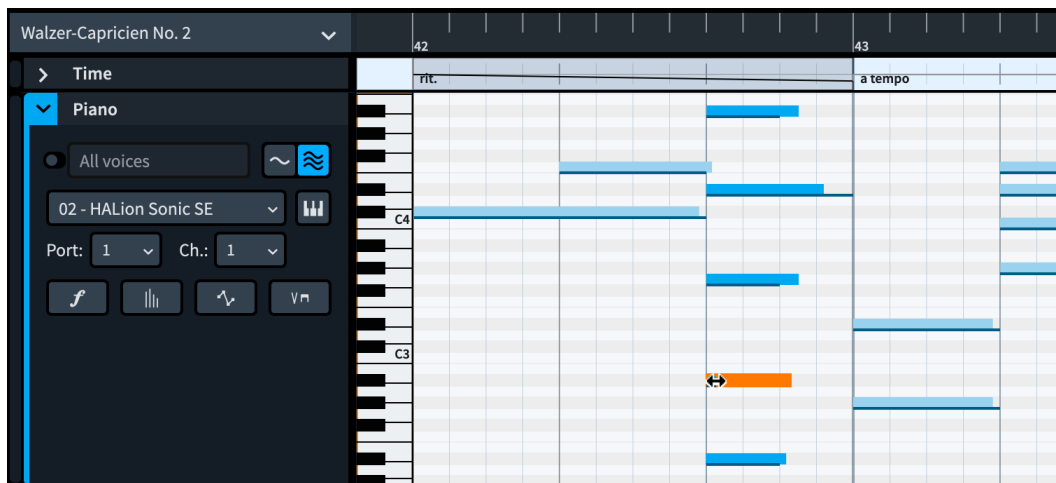 Walzer-Capricien No. 2
42
43
Time
rit.
a tempo
Piano
All voices
02 - HALion Sonic SE
Port: 1
Ch.: 1
f
C4
C3